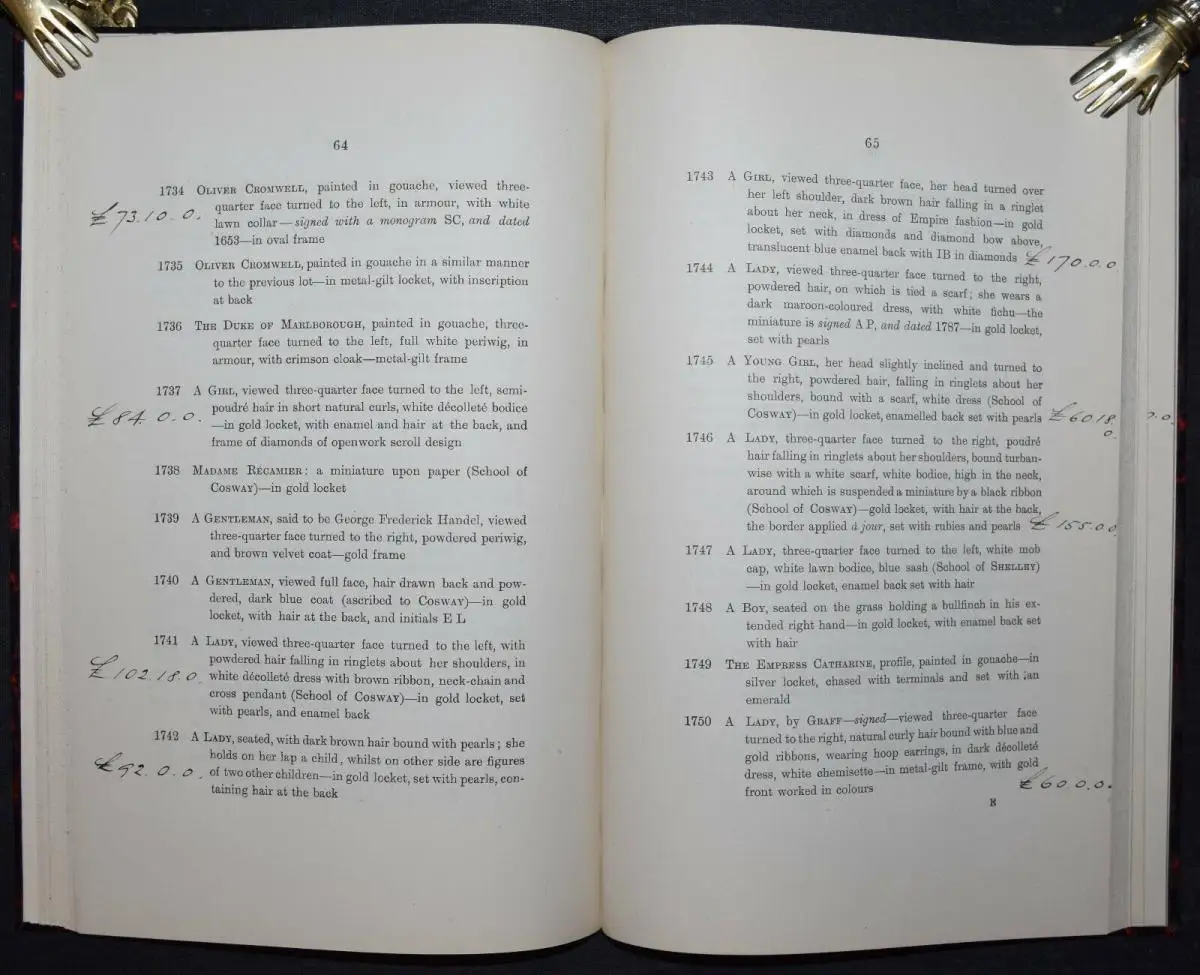 64
1734 OLIVER CROMWELL, painted in gouache, viewed three-
quarter face turned to the left, in armour, with white
£73.10.0.
lawn collar—signed with a monogram SC, and dated
1653—in oval frame
1735 OLIVER CROMWELL, painted in gouache in a similar manner
to the previous lot—in metal-gilt locket, with inscription
at back
1736 THE DUKE OF MARLBOROUGH, painted in gouache, three-
quarter face turned to the left, full white periwig, in
armour, with crimson cloak—metal-gilt frame
1737 A GIRL, viewed three-quarter face turned to the left, semi-
poudré hair in short natural curls, white décolleté bodice
£84.0.0.
—in gold locket, with enamel and hair at the back, and
frame of diamonds of openwork scroll design
1738 MADAME RÉCAMIER: a miniature upon paper (School of
COSWAY)—in gold locket
1739 A GENTLEMAN, said to be George Frederick Handel, viewed
three-quarter face turned to the right, powdered periwig,
and brown velvet coat—gold frame
1740 A GENTLEMAN, viewed full face, hair drawn back and pow-
dered, dark blue coat (ascribed to COSWAY)—in gold
locket, with hair at the back, and initials E L
1741 A LADY, viewed three-quarter face turned to the left, with
powdered hair falling in ringlets about her shoulders, in
£102.18.0.
white décolleté dress with brown ribbon, neck-chain and
cross pendant (School of COSWAY)—in gold locket, set
with pearls, and enamel back
1742 A LADY, seated, with dark brown hair bound with pearls; she
holds on her lap a child, whilst on other side are figures
£92.0.0.
of two other children—in gold locket, set with pearls, con-
taining hair at the back
65
1743 A GIRL, viewed three-quarter face, her head turned over
her left shoulder, dark brown hair falling in a ringlet
about her neck, in dress of Empire fashion—in gold
locket, set with diamonds and diamond bow above,
translucent blue enamel back with IB in diamonds £170.0.0
1744 A LADY, viewed three-quarter face turned to the right,
powdered hair, on which is tied a scarf; she wears a
dark maroon-coloured dress, with white fichu—the
miniature is signed A P, and dated 1787—in gold locket,
set with pearls
1745 A YOUNG GIRL, her head slightly inclined and turned to
the right, powdered hair, falling in ringlets about her
shoulders, bound with a scarf, white dress (School of
COSWAY)—in gold locket, enamelled back set with pearls £60.18.
0.
1746 A LADY, three-quarter face turned to the right, poudré
hair falling in ringlets about her shoulders, bound turban-
wise with a white scarf, white bodice, high in the neck,
around which is suspended a miniature by a black ribbon
(School of COSWAY)—gold locket, with hair at the back,
the border applied à jour, set with rubies and pearls £155.0.0.
1747 A LADY, three-quarter face turned to the left, white mob
cap, white lawn bodice, blue sash (School of SHELLEY)
—in gold locket, enamel back set with hair
1748 A BOY, seated on the grass holding a bullfinch in his ex-
tended right hand—in gold locket, with enamel back set
with hair
1749 THE EMPRESS CATHARINE, profile, painted in gouache—in
silver locket, chased with terminals and set with an
emerald
1750 A LADY, by GRAFF—signed—viewed three-quarter face
turned to the right, natural curly hair bound with blue and
gold ribbons, wearing hoop earrings, in dark décolleté
dress, white chemisette—in metal-gilt frame, with gold
front worked in colours £60.0.0.